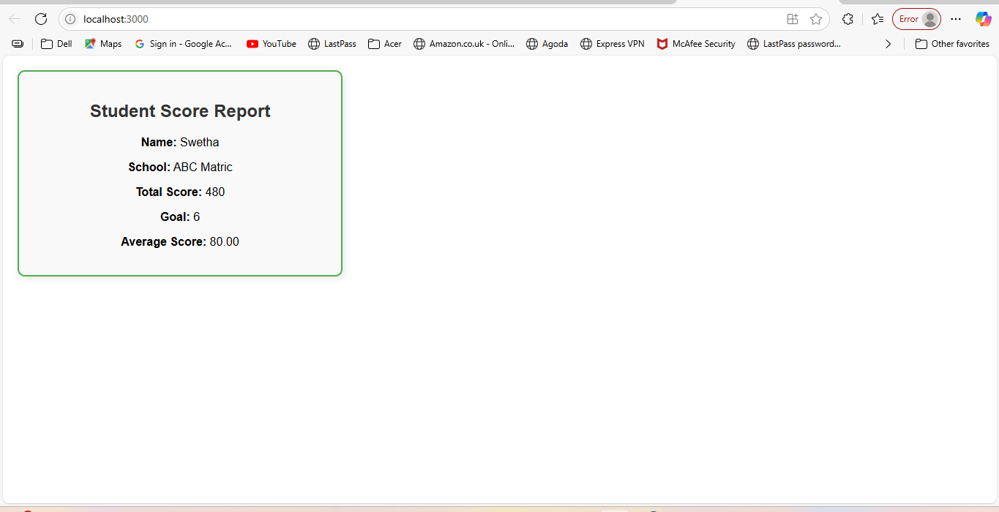 localhost:3000
Error
Dell Maps Sign in - Google Ac... YouTube LastPass Acer Amazon.co.uk - Onli... Agoda Express VPN McAfee Security LastPass password... Other favorites
Student Score Report
Name: Swetha
School: ABC Matric
Total Score: 480
Goal: 6
Average Score: 80.00